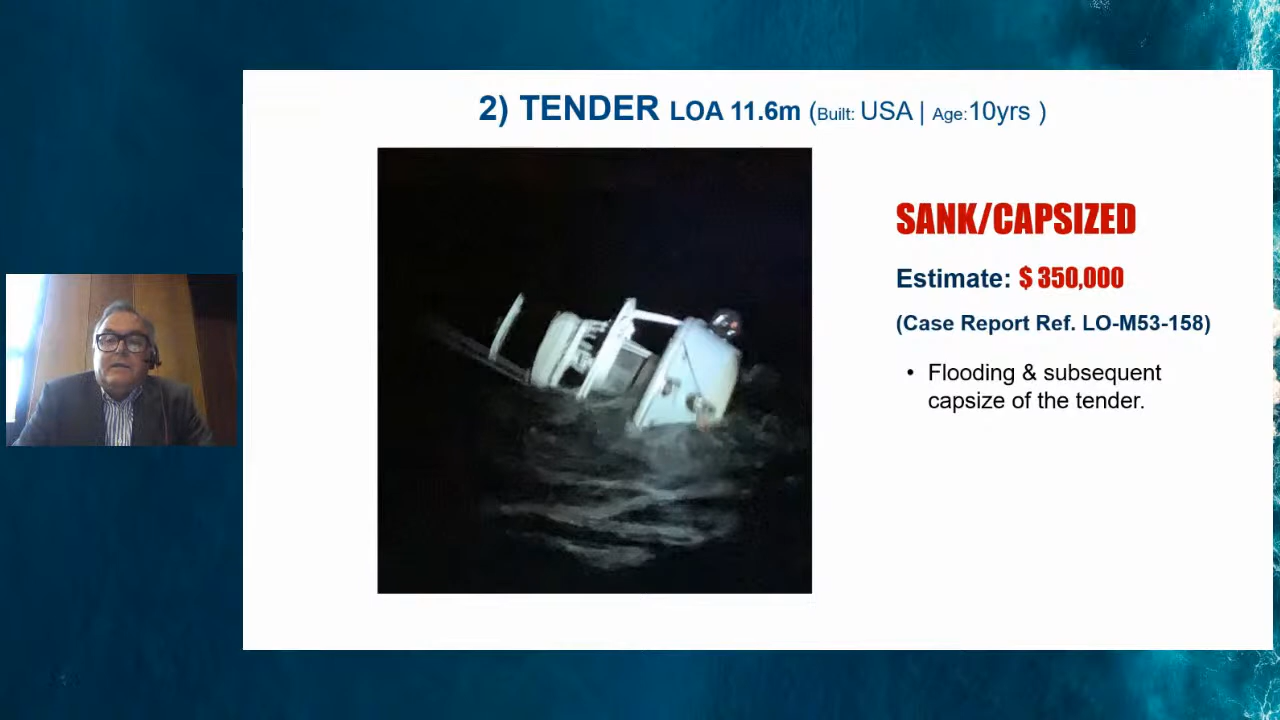 2) TENDER LOA 11.6m (Built: USA | Age:10yrs )
SANK/CAPSIZED
Estimate: $ 350,000
(Case Report Ref. LO-M53-158)
• Flooding & subsequent
capsize of the tender.